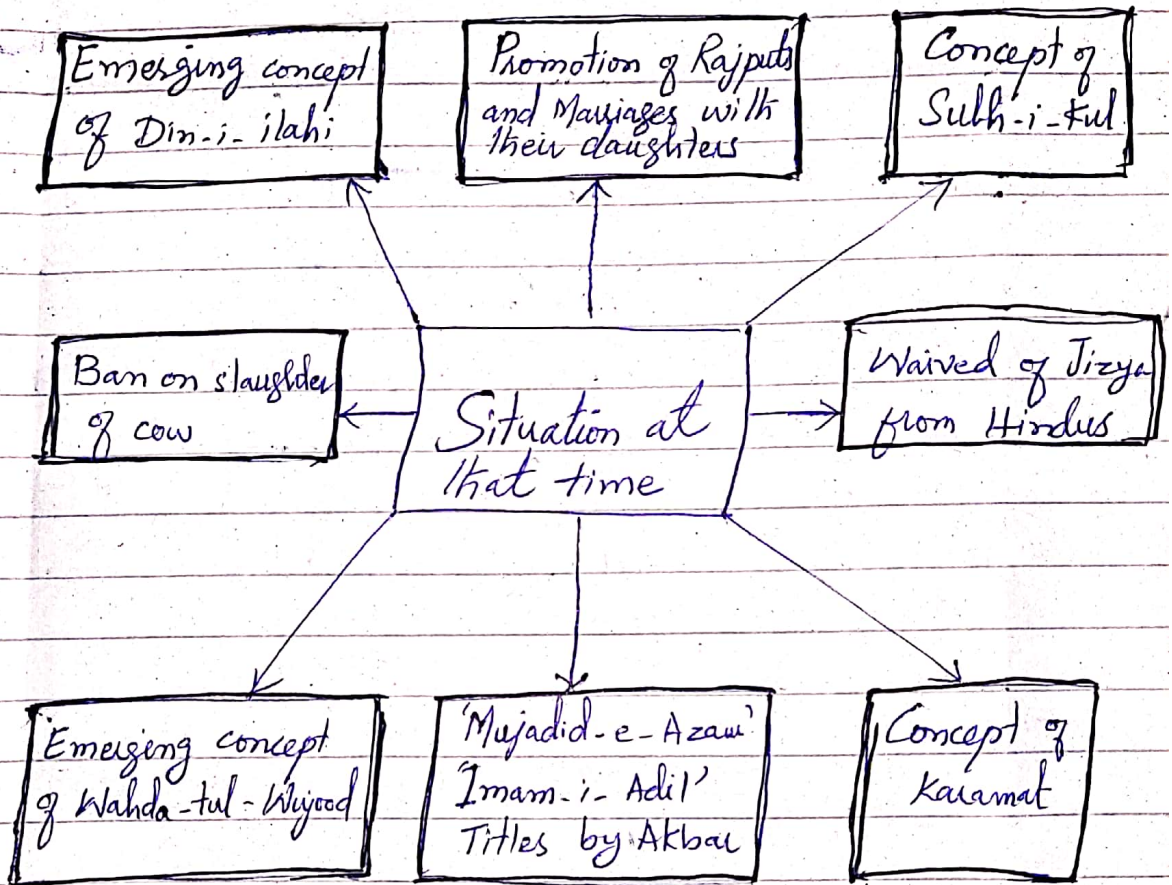 Emerging concept
of Din-i-ilahi
Promotion of Rajputs
and Marriages with
their daughters
Concept of
Sulh-i-Kul
Ban on slaughter
of cow
Situation at
that time
Waived of Jizya
from Hindus
Emerging concept
of Wahda-tul-Wujood
'Mujadid-e-Azam'
'Imam-i-Adil'
Titles by Akbar
Concept of
Karamat